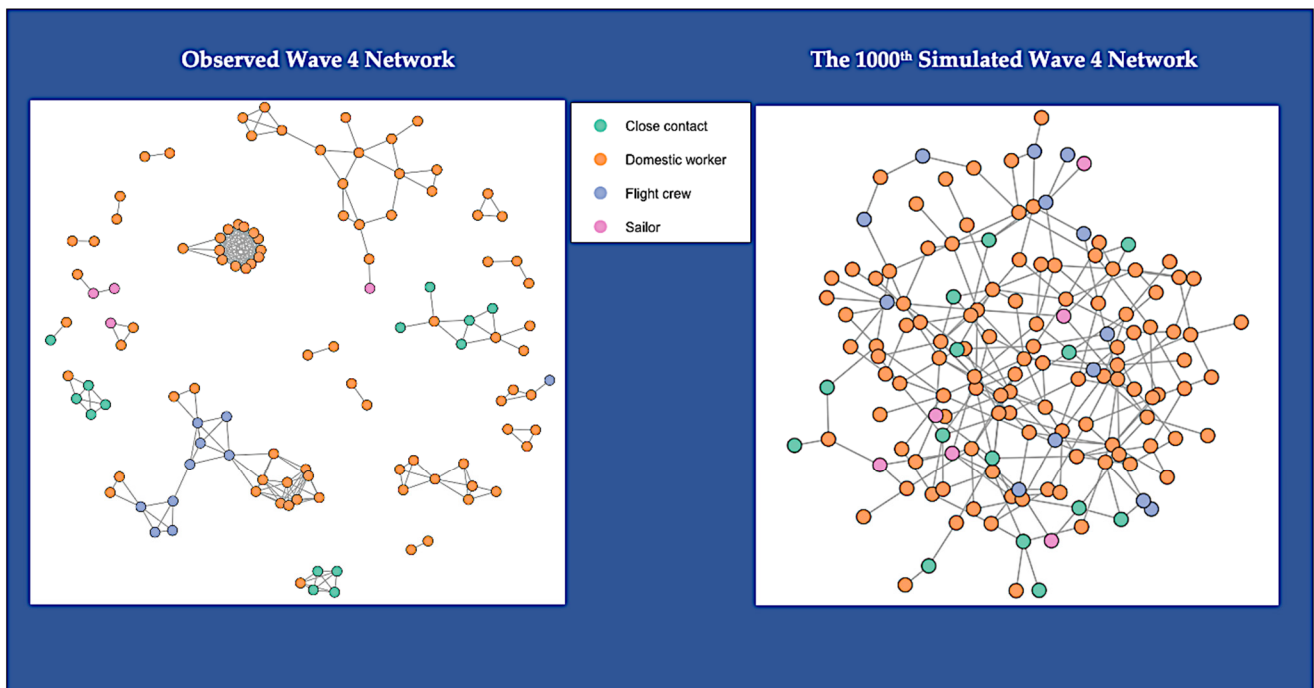 Observed Wave 4 Network
The 1000th Simulated Wave 4 Network
Close contact
Domestic worker
Flight crew
Sailor